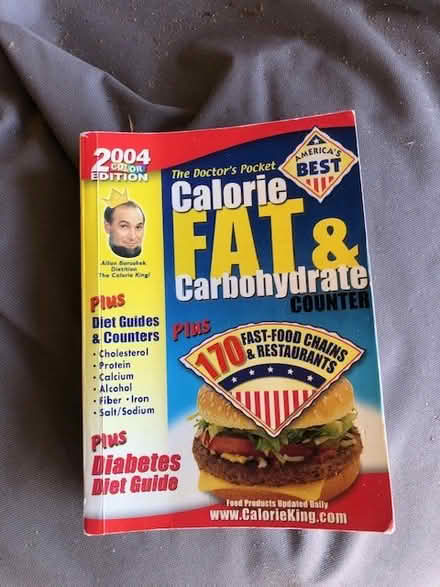 2004
COLOR
EDITION
The Doctor's Pocket
AMERICA'S
BEST
Calorie
FAT &
Carbohydrate
COUNTER
Allan Borushek
Dietitian
The Calorie King!
Plus
Diet Guides
& Counters
• Cholesterol
• Protein
• Calcium
• Alcohol
• Fiber • Iron
• Salt/Sodium
Plus
Diabetes
Diet Guide
Plus
170 FAST-FOOD CHAINS
& RESTAURANTS
Food Products Updated Daily
www.CalorieKing.com